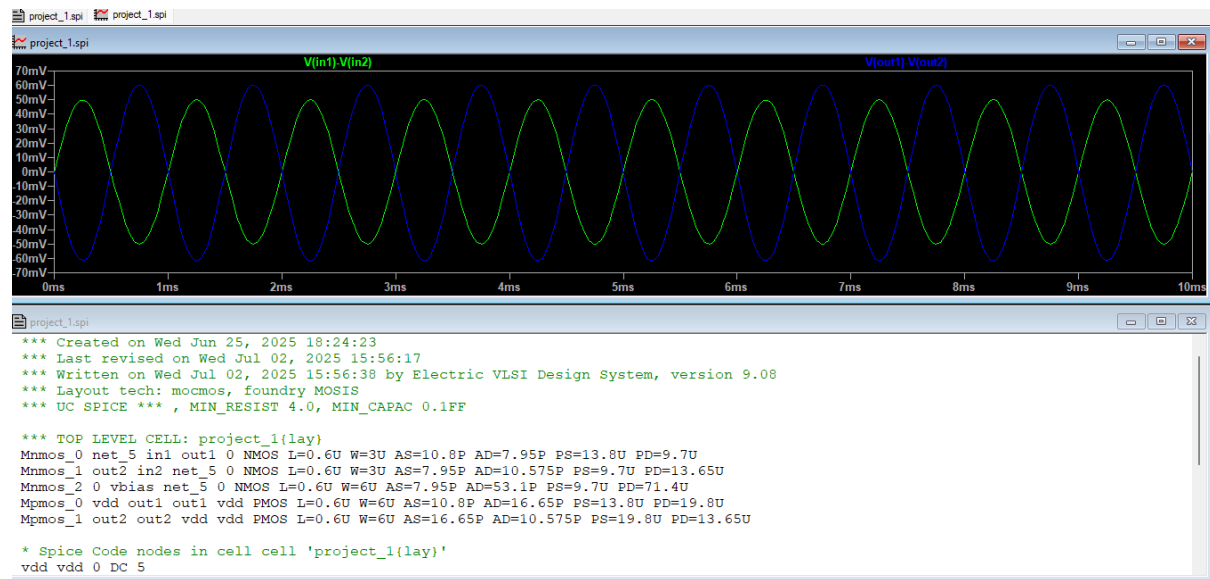 project_1.spi project_1.spi
project_1.spi
V(in1)-V(in2) V(out1)-V(out2)
70mV
60mV
50mV
40mV
30mV
20mV
10mV
0mV
-10mV
-20mV
-30mV
-40mV
-50mV
-60mV
-70mV
0ms 1ms 2ms 3ms 4ms 5ms 6ms 7ms 8ms 9ms 10ms
project_1.spi
*** Created on Wed Jun 25, 2025 18:24:23
*** Last revised on Wed Jul 02, 2025 15:56:17
*** Written on Wed Jul 02, 2025 15:56:38 by Electric VLSI Design System, version 9.08
*** Layout tech: mocmos, foundry MOSIS
*** UC SPICE *** , MIN_RESIST 4.0, MIN_CAPAC 0.1FF
*** TOP LEVEL CELL: project_1{lay}
Mnmos_0 net_5 in1 out1 0 NMOS L=0.6U W=3U AS=10.8P AD=7.95P PS=13.8U PD=9.7U
Mnmos_1 out2 in2 net_5 0 NMOS L=0.6U W=3U AS=7.95P AD=10.575P PS=9.7U PD=13.65U
Mnmos_2 0 vbias net_5 0 NMOS L=0.6U W=6U AS=7.95P AD=53.1P PS=9.7U PD=71.4U
Mpmos_0 vdd out1 out1 vdd PMOS L=0.6U W=6U AS=10.8P AD=16.65P PS=13.8U PD=19.8U
Mpmos_1 out2 out2 vdd vdd PMOS L=0.6U W=6U AS=16.65P AD=10.575P PS=19.8U PD=13.65U
* Spice Code nodes in cell cell 'project_1{lay}'
vdd vdd 0 DC 5